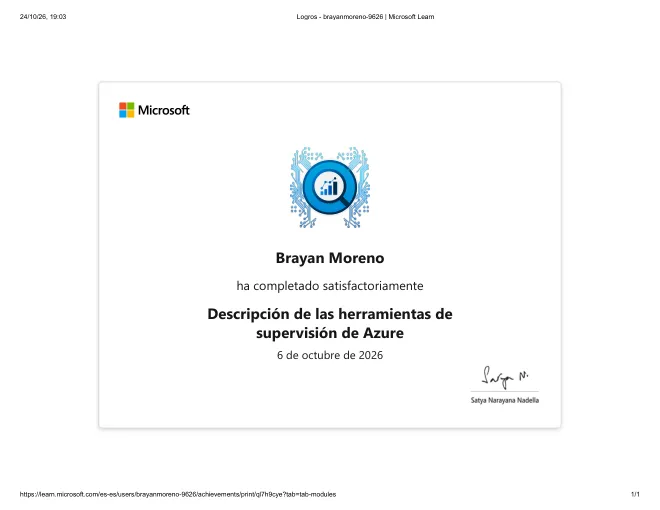 24/10/26, 19:03
Logros - brayanmoreno-9626 | Microsoft Learn
Microsoft
Brayan Moreno
ha completado satisfactoriamente
Descripción de las herramientas de
supervisión de Azure
6 de octubre de 2026
Satya N.
Satya Narayana Nadella
https://learn.microsoft.com/es-es/users/brayanmoreno-9626/achievements/print/ql7h9cye?tab=tab-modules
1/1